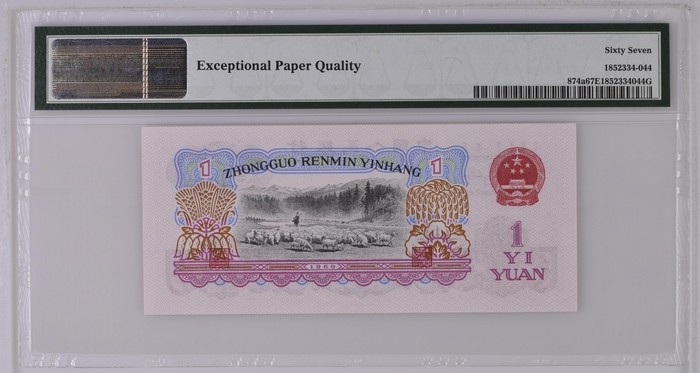 Exceptional Paper Quality
Sixty Seven
1852334-044
874a67E1852334044G
1
ZHONGGUO RENMIN YINHANG
1
1960
1
YI
YUAN